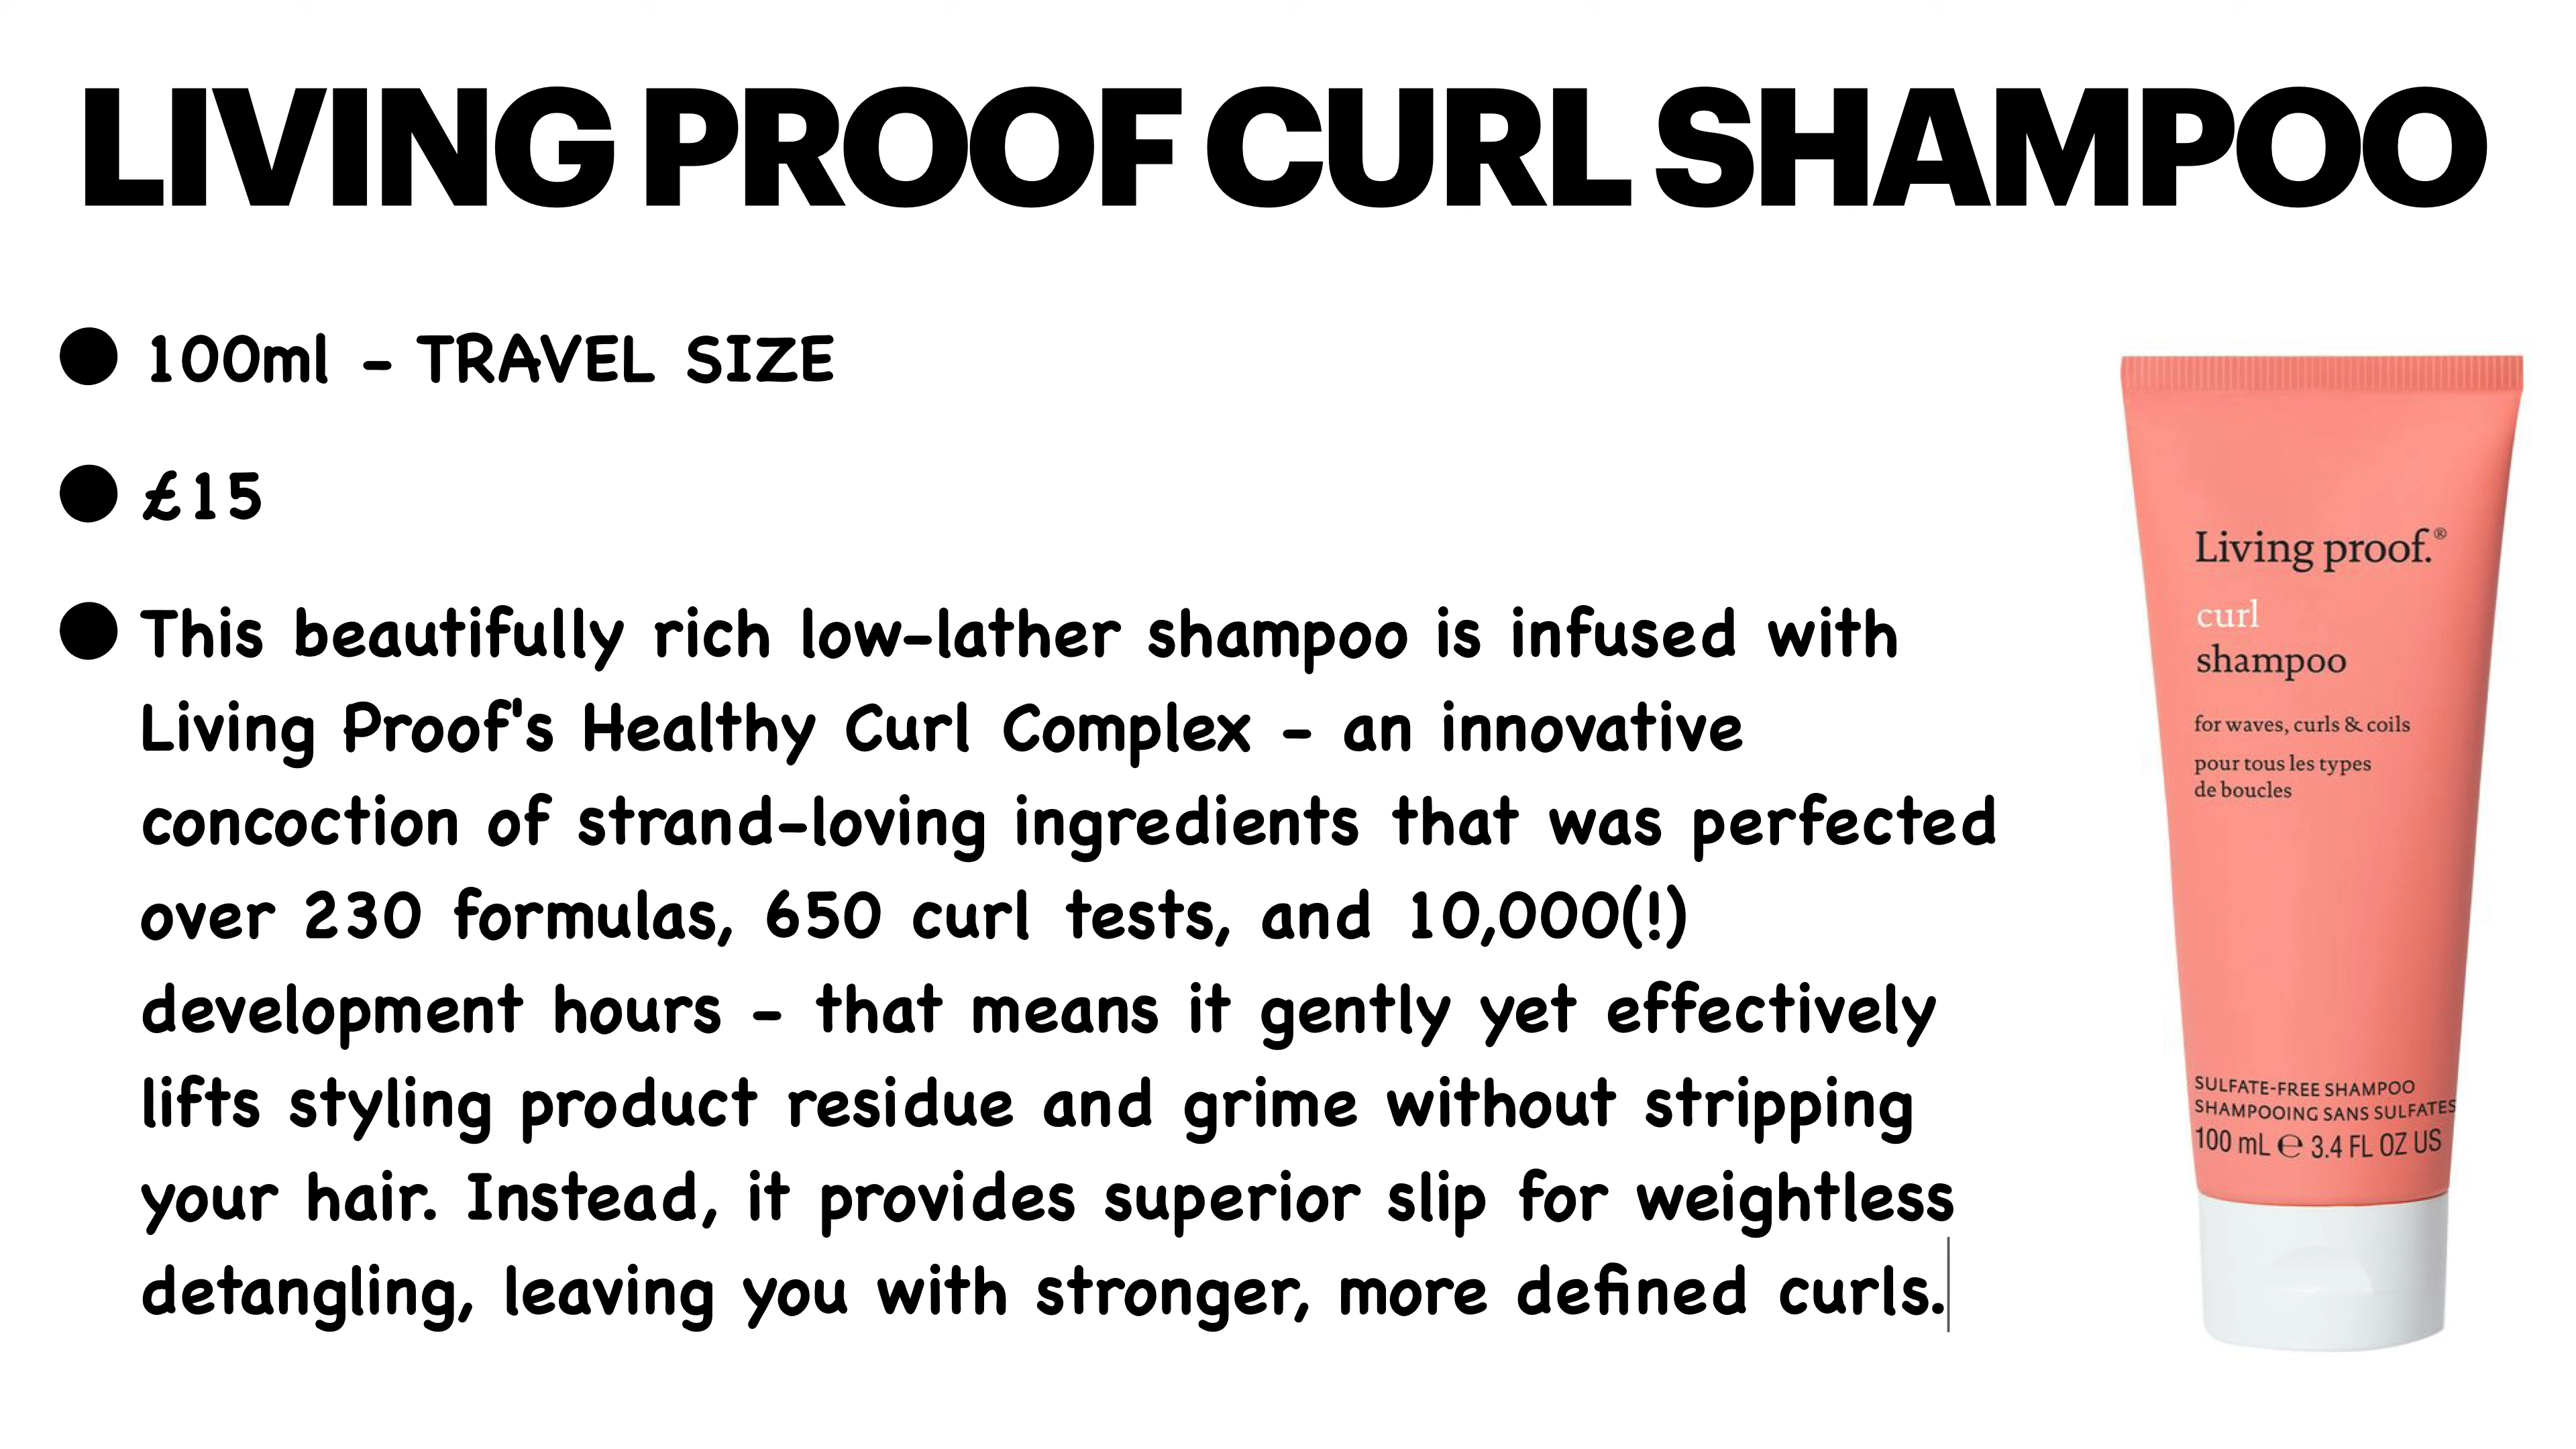 LIVING PROOF CURL SHAMPOO
● 100ml - TRAVEL SIZE
● £15
● This beautifully rich low-lather shampoo is infused with
Living Proof's Healthy Curl Complex - an innovative
concoction of strand-loving ingredients that was perfected
over 230 formulas, 650 curl tests, and 10,000(!)
development hours - that means it gently yet effectively
lifts styling product residue and grime without stripping
your hair. Instead, it provides superior slip for weightless
detangling, leaving you with stronger, more defined curls.
Living proof.®
curl
shampoo
for waves, curls & coils
pour tous les types
de boucles
SULFATE-FREE SHAMPOO
SHAMPOOING SANS SULFATES
100 mL ℮ 3.4 FL OZ US